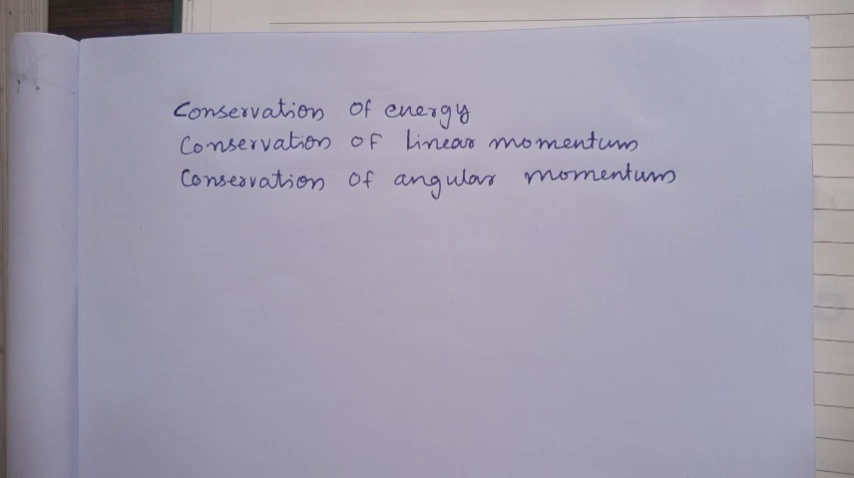 Conservation of energy
Conservation of linear momentum
Conservation of angular momentum